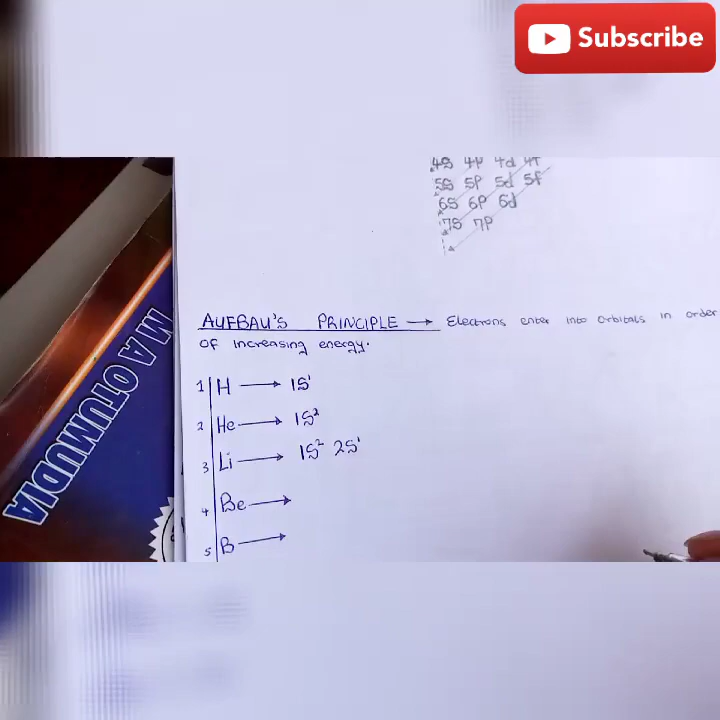 Subscribe
4S 4P 4d 4f
5S 5P 5d 5f
6S 6P 6d
7S 7P
AUFBAU'S PRINCIPLE → Electrons enter into orbitals in order
of increasing energy.
1 H → 1S¹
2 He → 1S²
3 Li → 1S² 2S¹
4 Be →
5 B →
M A OTUMUDIA